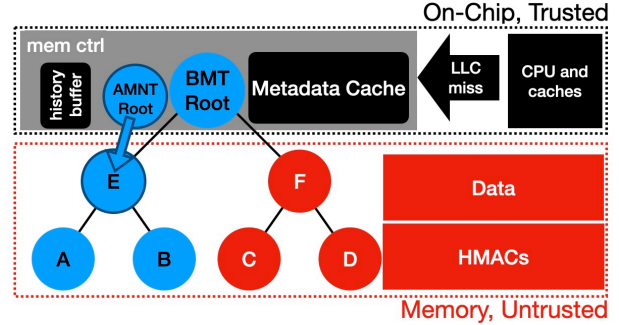 On-Chip, Trusted
mem ctrl
history
buffer
AMNT
Root
BMT
Root
Metadata Cache
LLC
miss
CPU and
caches
E
F
Data
A
B
C
D
HMACs
Memory, Untrusted